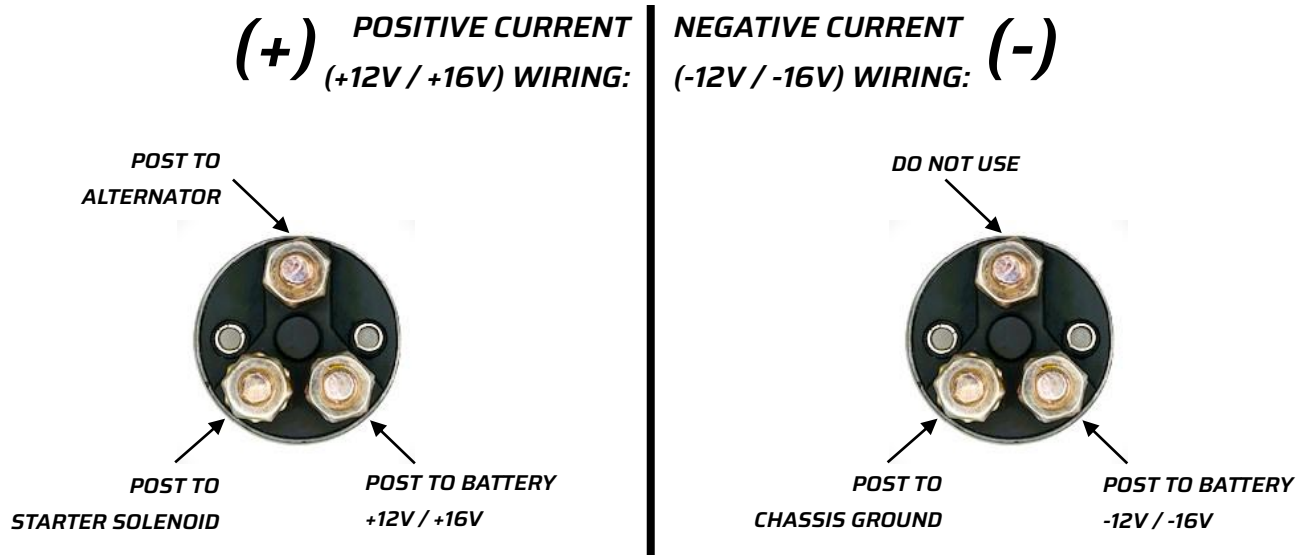 (+) POSITIVE CURRENT
(+12V / +16V) WIRING:
POST TO
ALTERNATOR
POST TO
STARTER SOLENOID
POST TO BATTERY
+12V / +16V
NEGATIVE CURRENT (-)
(-12V / -16V) WIRING:
DO NOT USE
POST TO
CHASSIS GROUND
POST TO BATTERY
-12V / -16V